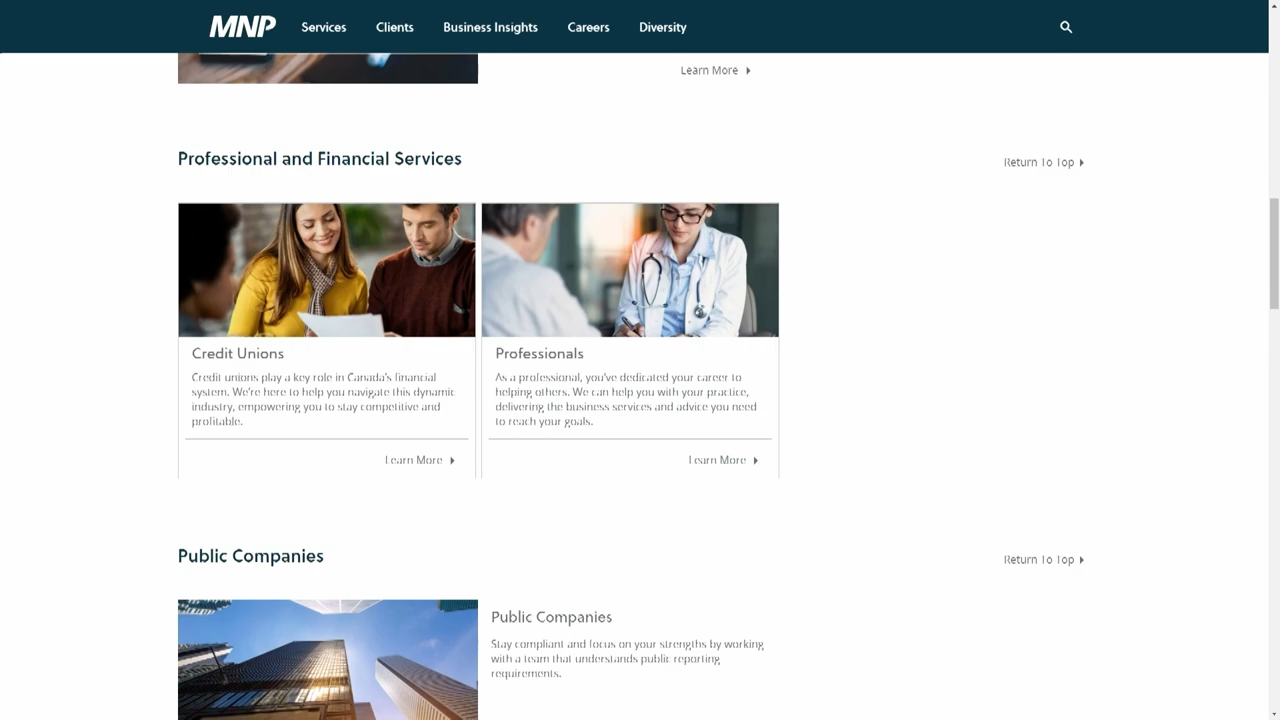 MNP Services Clients Business Insights Careers Diversity
Learn More
Professional and Financial Services
Return To Top
Credit Unions
Credit unions play a key role in Canada's financial
system. We're here to help you navigate this dynamic
industry, empowering you to stay competitive and
profitable.
Learn More
Professionals
As a professional, you've dedicated your career to
helping others. We can help you with your practice,
delivering the business services and advice you need
to reach your goals.
Learn More
Public Companies
Return To Top
Public Companies
Stay compliant and focus on your strengths by working
with a team that understands public reporting
requirements.